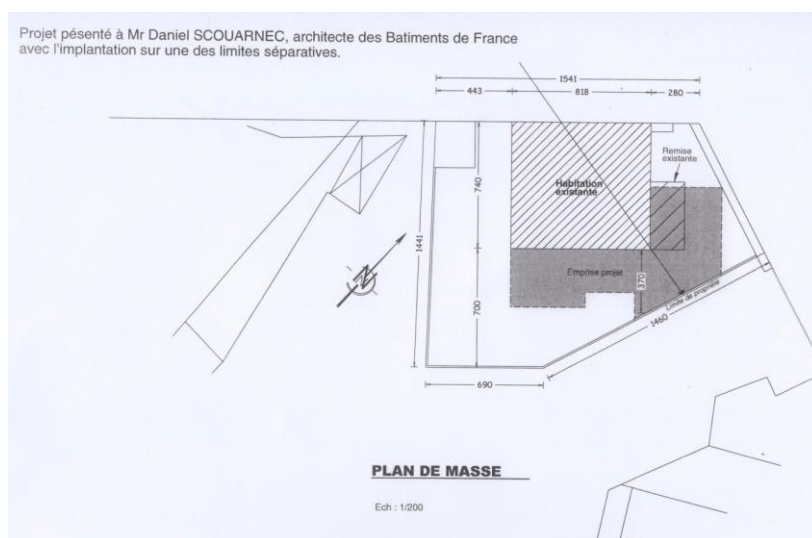 Projet pésenté à Mr Daniel SCOUARNEC, architecte des Batiments de France
avec l'implantation sur une des limites séparatives.
1541
443
818
280
Remise
existante
Habitation
existante
740
1441
N
Emprise projet
370
700
Limite de propriété
1460
690
PLAN DE MASSE
Ech : 1/200